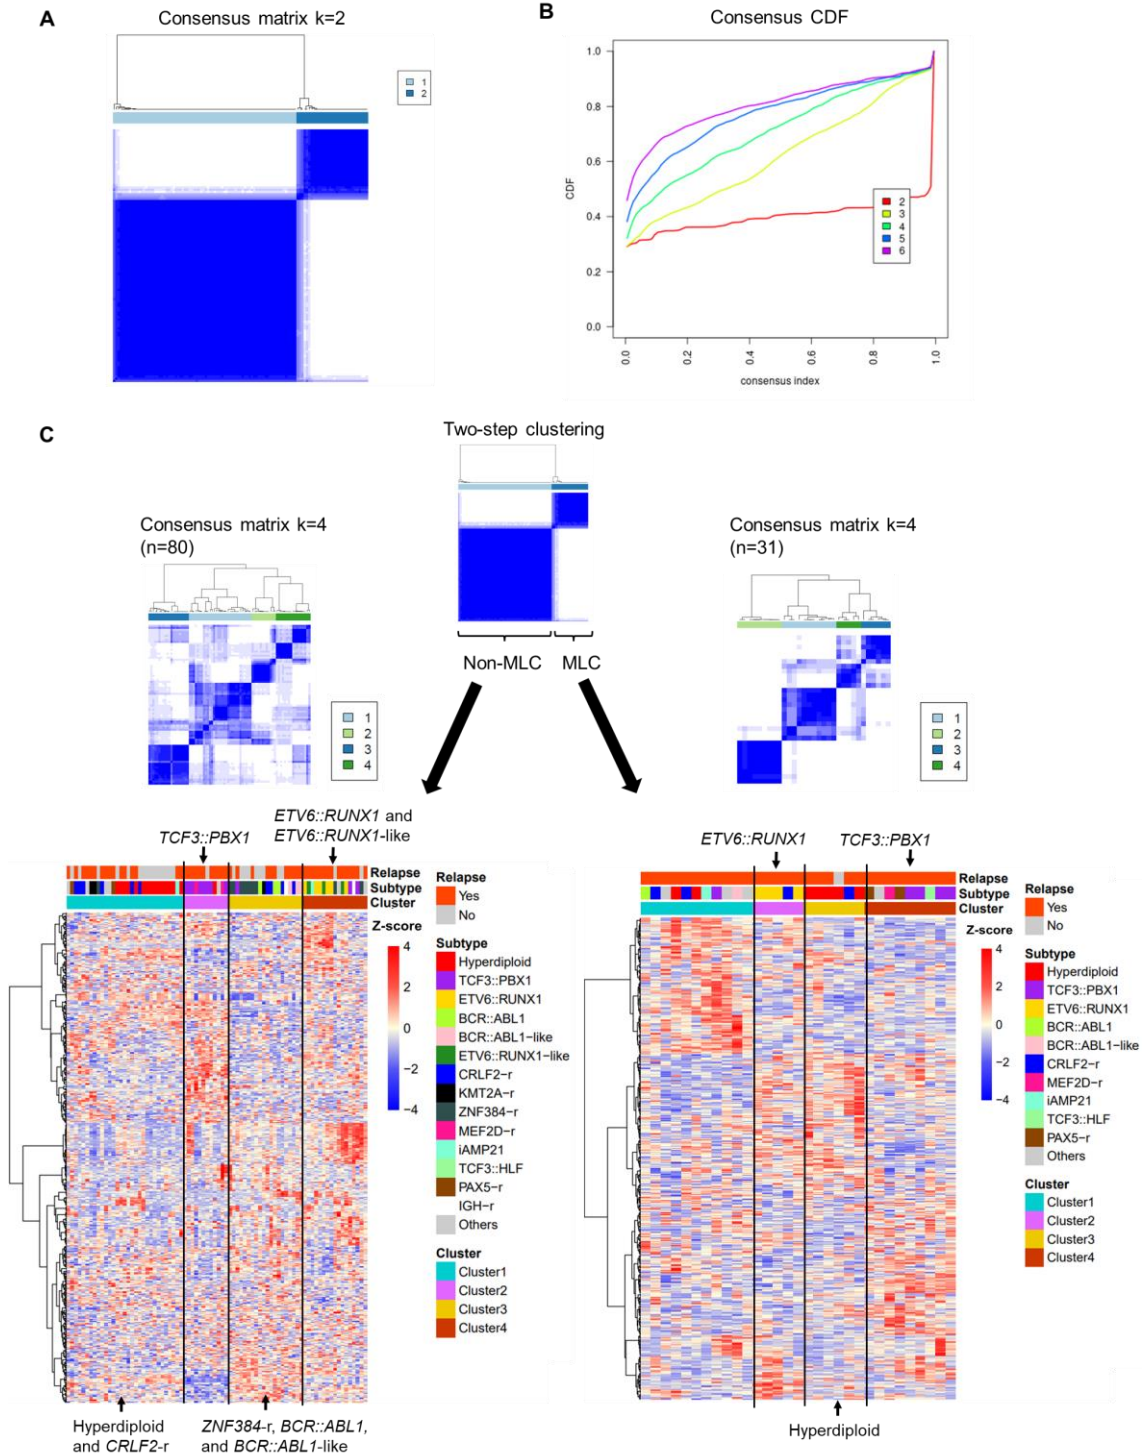 A
Consensus matrix k=2
1
2
B
Consensus CDF
1.0
0.8
0.6
0.4
0.2
0.0
CDF
2
3
4
5
6
0.0
0.2
0.4
0.6
0.8
1.0
consensus index
C
Two-step clustering
Consensus matrix k=4
(n=80)
1
2
3
4
Non-MLC
MLC
Consensus matrix k=4
(n=31)
1
2
3
4
TCF3::PBX1
ETV6::RUNX1 and
ETV6::RUNX1-like
Relapse
Subtype
Cluster
Z-score
4
2
0
−2
−4
Relapse
Yes
No
Subtype
Hyperdiploid
TCF3::PBX1
ETV6::RUNX1
BCR::ABL1
BCR::ABL1−like
ETV6::RUNX1−like
CRLF2−r
KMT2A−r
ZNF384−r
MEF2D−r
iAMP21
TCF3::HLF
PAX5−r
IGH−r
Others
Cluster
Cluster1
Cluster2
Cluster3
Cluster4
Hyperdiploid
and CRLF2-r
ZNF384-r, BCR::ABL1,
and BCR::ABL1-like
ETV6::RUNX1
TCF3::PBX1
Relapse
Subtype
Cluster
Z-score
4
2
0
−2
−4
Relapse
Yes
No
Subtype
Hyperdiploid
TCF3::PBX1
ETV6::RUNX1
BCR::ABL1
BCR::ABL1−like
CRLF2−r
MEF2D−r
iAMP21
TCF3::HLF
PAX5−r
Others
Cluster
Cluster1
Cluster2
Cluster3
Cluster4
Hyperdiploid